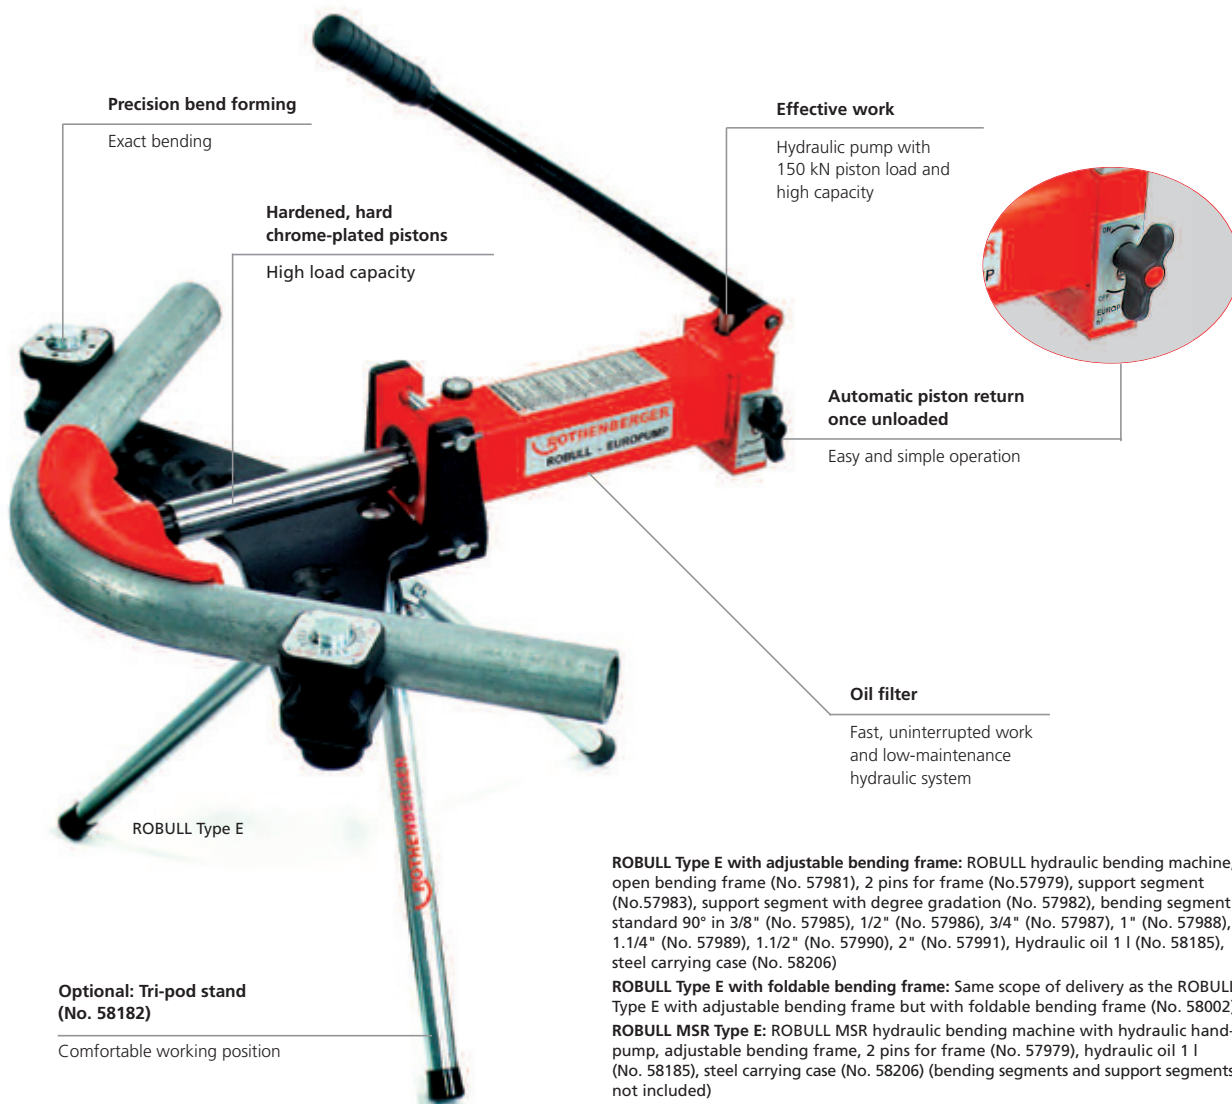 Precision bend forming
Exact bending
Effective work
Hydraulic pump with
150 kN piston load and
high capacity
Hardened, hard
chrome-plated pistons
High load capacity
ON
OFF
EUROP
Automatic piston return
once unloaded
Easy and simple operation
ROTHENBERGER
ROBULL - EUROPUMP
Oil filter
Fast, uninterrupted work
and low-maintenance
hydraulic system
ROBULL Type E
ROTHENBERGER
Optional: Tri-pod stand
(No. 58182)
Comfortable working position
ROBULL Type E with adjustable bending frame: ROBULL hydraulic bending machine,
open bending frame (No. 57981), 2 pins for frame (No.57979), support segment
(No.57983), support segment with degree gradation (No. 57982), bending segment
standard 90° in 3/8" (No. 57985), 1/2" (No. 57986), 3/4" (No. 57987), 1" (No. 57988),
1.1/4" (No. 57989), 1.1/2" (No. 57990), 2" (No. 57991), Hydraulic oil 1 l (No. 58185),
steel carrying case (No. 58206)
ROBULL Type E with foldable bending frame: Same scope of delivery as the ROBULL
Type E with adjustable bending frame but with foldable bending frame (No. 58002)
ROBULL MSR Type E: ROBULL MSR hydraulic bending machine with hydraulic hand-
pump, adjustable bending frame, 2 pins for frame (No. 57979), hydraulic oil 1 l
(No. 58185), steel carrying case (No. 58206) (bending segments and support segments
not included)